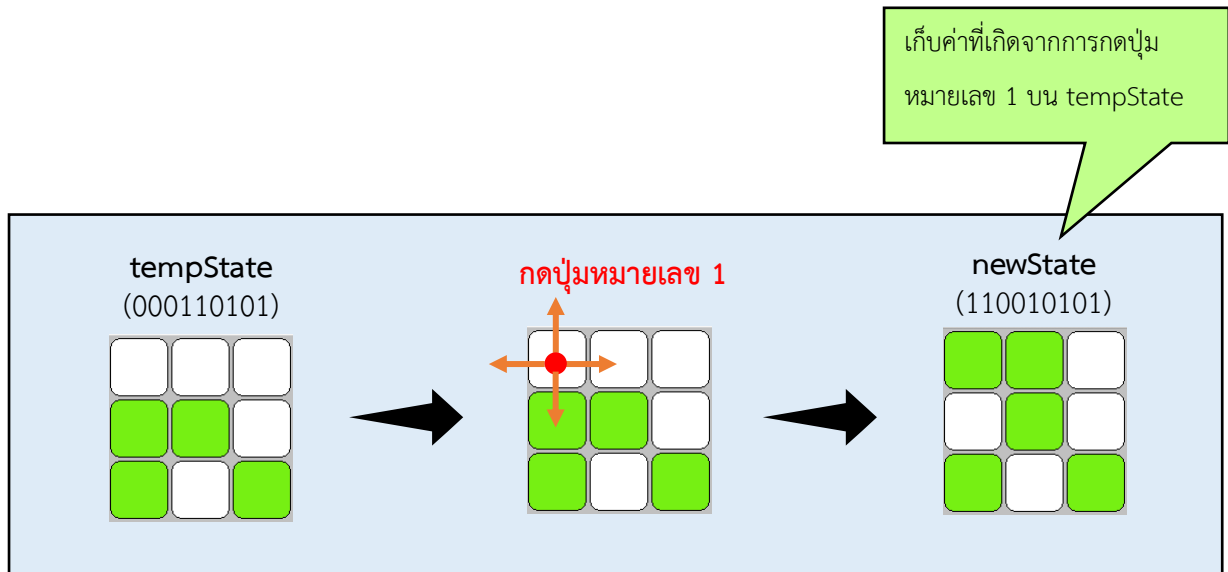 เก็บค่าที่เกิดจากการกดปุ่ม
หมายเลข 1 บน tempState
tempState
(000110101)
กดปุ่มหมายเลข 1
newState
(110010101)